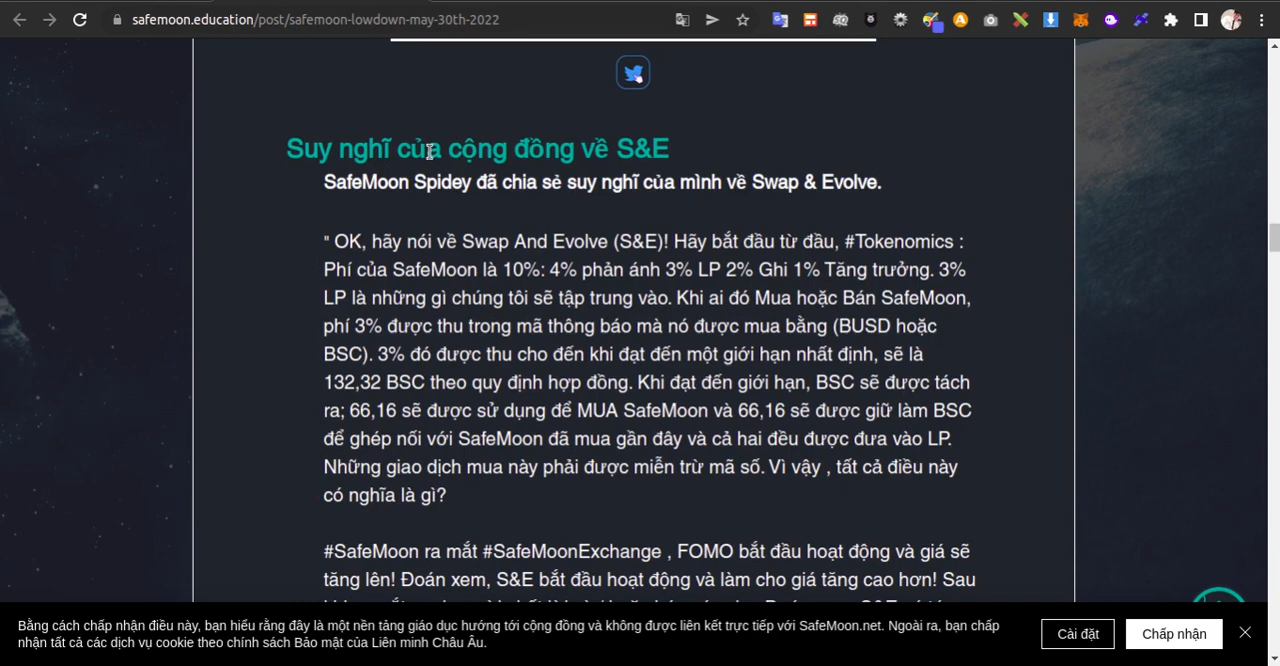 safemoon.education/post/safemoon-lowdown-may-30th-2022
Suy nghĩ của cộng đồng về S&E
SafeMoon Spidey đã chia sẻ suy nghĩ của mình về Swap & Evolve.
" OK, hãy nói về Swap And Evolve (S&E)! Hãy bắt đầu từ đầu, #Tokenomics :
Phí của SafeMoon là 10%: 4% phản ánh 3% LP 2% Ghi 1% Tăng trưởng. 3%
LP là những gì chúng tôi sẽ tập trung vào. Khi ai đó Mua hoặc Bán SafeMoon,
phí 3% được thu trong mã thông báo mà nó được mua bằng (BUSD hoặc
BSC). 3% đó được thu cho đến khi đạt đến một giới hạn nhất định, sẽ là
132,32 BSC theo quy định hợp đồng. Khi đạt đến giới hạn, BSC sẽ được tách
ra; 66,16 sẽ được sử dụng để MUA SafeMoon và 66,16 sẽ được giữ làm BSC
để ghép nối với SafeMoon đã mua gần đây và cả hai đều được đưa vào LP.
Những giao dịch mua này phải được miễn trừ mã số. Vì vậy , tất cả điều này
có nghĩa là gì?
#SafeMoon ra mắt #SafeMoonExchange , FOMO bắt đầu hoạt động và giá sẽ
tăng lên! Đoán xem, S&E bắt đầu hoạt động và làm cho giá tăng cao hơn! Sau
Bằng cách chấp nhận điều này, bạn hiểu rằng đây là một nền tảng giáo dục hướng tới cộng đồng và không được liên kết trực tiếp với SafeMoon.net. Ngoài ra, bạn chấp
nhận tất cả các dịch vụ cookie theo chính sách Bảo mật của Liên minh Châu Âu.
Cài đặt
Chấp nhận